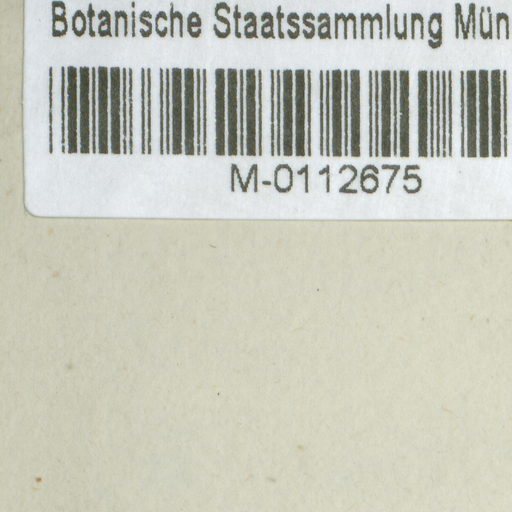 Botanische Staatssammlung Mün
M-0112675